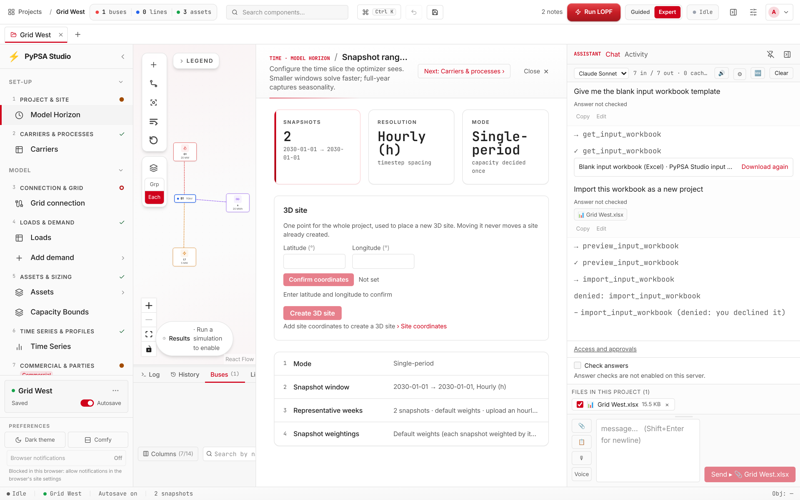 Projects / Grid West
1 buses
0 lines
3 assets
Search components...
Ctrl K
2 notes
Run LOPF
Guided
Expert
Idle
A
Grid West
PyPSA Studio
SET-UP
1 PROJECT & SITE
Model Horizon
2 CARRIERS & PROCESSES
Carriers
MODEL
3 CONNECTION & GRID
Grid connection
4 LOADS & DEMAND
Loads
Add demand
5 ASSETS & SIZING
Assets
Capacity Bounds
6 TIME SERIES & PROFILES
Time Series
7 COMMERCIAL & PARTIES
Grid West
Saved
Autosave
PREFERENCES
Dark theme
Comfy
Browser notifications
Off
Blocked in this browser: allow notifications in the browser's site settings
LEGEND
Grp
Each
Results
· Run a simulation to enable
React Flow
Log
History
Buses (1)
Columns (7/14)
TIME · MODEL HORIZON / Snapshot rang...
Configure the time slice the optimizer sees.
Smaller windows solve faster; full-year
captures seasonality.
Next: Carriers & processes ›
Close
SNAPSHOTS
2
2030-01-01 → 2030-
01-01
RESOLUTION
Hourly
(h)
timestep spacing
MODE
Single-
period
capacity decided
once
3D site
One point for the whole project, used to place a new 3D site. Moving it never moves a site
already created.
Latitude (°)
Longitude (°)
Confirm coordinates
Not set
Enter latitude and longitude to confirm
Create 3D site
Add site coordinates to create a 3D site › Site coordinates
1 Mode Single-period
2 Snapshot window 2030-01-01 → 2030-01-01, Hourly (h)
3 Representative weeks 2 snapshots · default weights · upload an hourl...
4 Snapshot weightings Default weights (each snapshot weighted by it...
ASSISTANT
Chat
Activity
Claude Sonnet
7 in / 7 out · 0 cach...
Clear
Give me the blank input workbook template
Answer not checked
Copy
Edit
→ get_input_workbook
✓ get_input_workbook
Blank input workbook (Excel) · PyPSA Studio input ...
Download again
Import this workbook as a new project
Answer not checked
Grid West.xlsx
Copy
Edit
→ preview_input_workbook
✓ preview_input_workbook
→ import_input_workbook
denied: import_input_workbook
– import_input_workbook (denied: you declined it)
Access and approvals
Check answers
Answer checks are not enabled on this server.
FILES IN THIS PROJECT (1)
Grid West.xlsx 15.5 KB ×
Voice
message... (Shift+Enter
for newline)
Send ▸ Grid West.xlsx
Idle
Grid West
Autosave on
2 snapshots
Obj: —